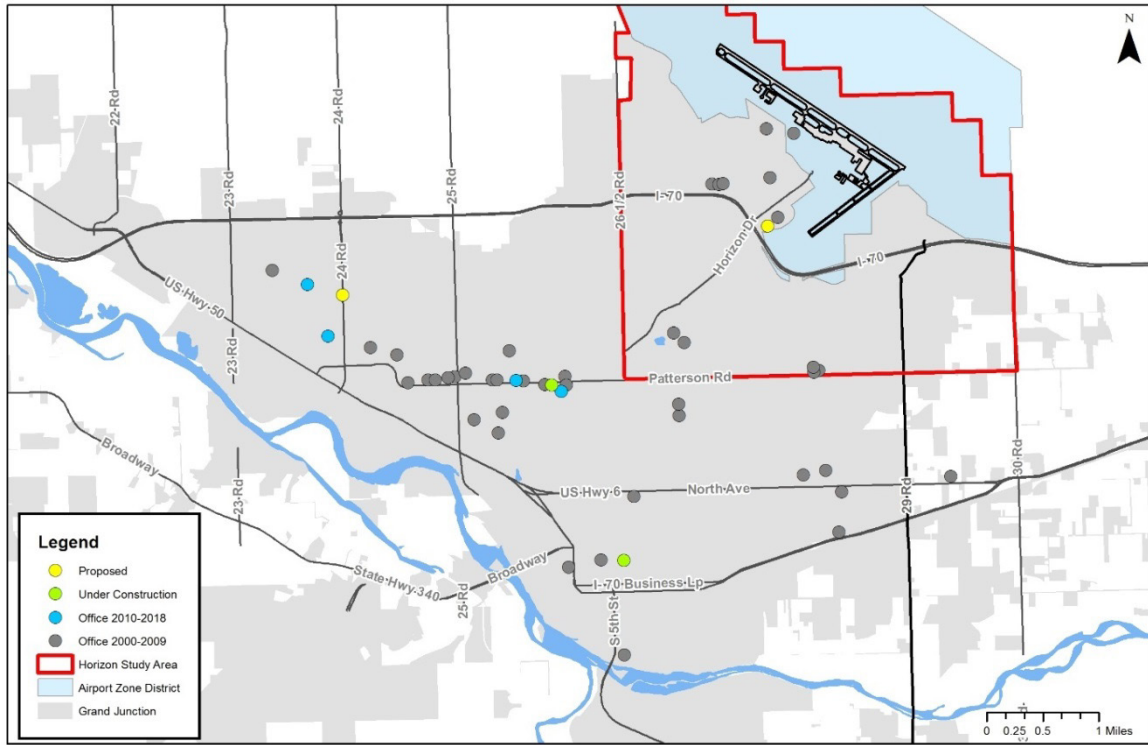 N
22 Rd
23 Rd
24 Rd
25 Rd
26 1/2 Rd
I-70
Horizon Dr
24 Rd
I-70
US Hwy 50
23 Rd
Patterson Rd
Broadway
23 Rd
US Hwy 6
North Ave
29 Rd
30 Rd
State Hwy 340
25 Rd
Broadway
I-70 Business Lp
S 5th St
Legend
Proposed
Under Construction
Office 2010-2018
Office 2000-2009
Horizon Study Area
Airport Zone District
Grand Junction
0 0.25 0.5 1 Miles